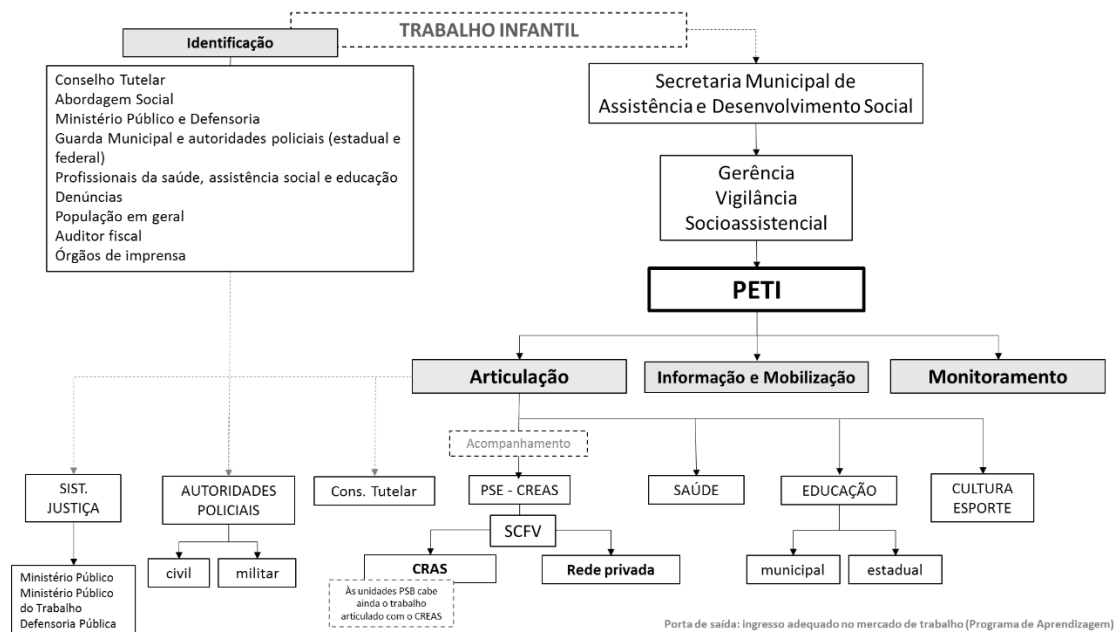 TRABALHO INFANTIL
Identificação
Conselho Tutelar
Abordagem Social
Ministério Público e Defensoria
Guarda Municipal e autoridades policiais (estadual e
federal)
Profissionais da saúde, assistência social e educação
Denúncias
População em geral
Auditor fiscal
Órgãos de imprensa
Secretaria Municipal de
Assistência e Desenvolvimento Social
Gerência
Vigilância
Socioassistencial
PETI
Articulação
Informação e Mobilização
Monitoramento
Acompanhamento
SIST.
JUSTIÇA
AUTORIDADES
POLICIAIS
Cons. Tutelar
PSE - CREAS
SAÚDE
EDUCAÇÃO
CULTURA
ESPORTE
SCFV
civil
militar
CRAS
Rede privada
municipal
estadual
Ministério Público
Ministério Público
do Trabalho
Defensoria Pública
Às unidades PSB cabe
ainda o trabalho
articulado com o CREAS
Porta de saída: ingresso adequado no mercado de trabalho (Programa de Aprendizagem)